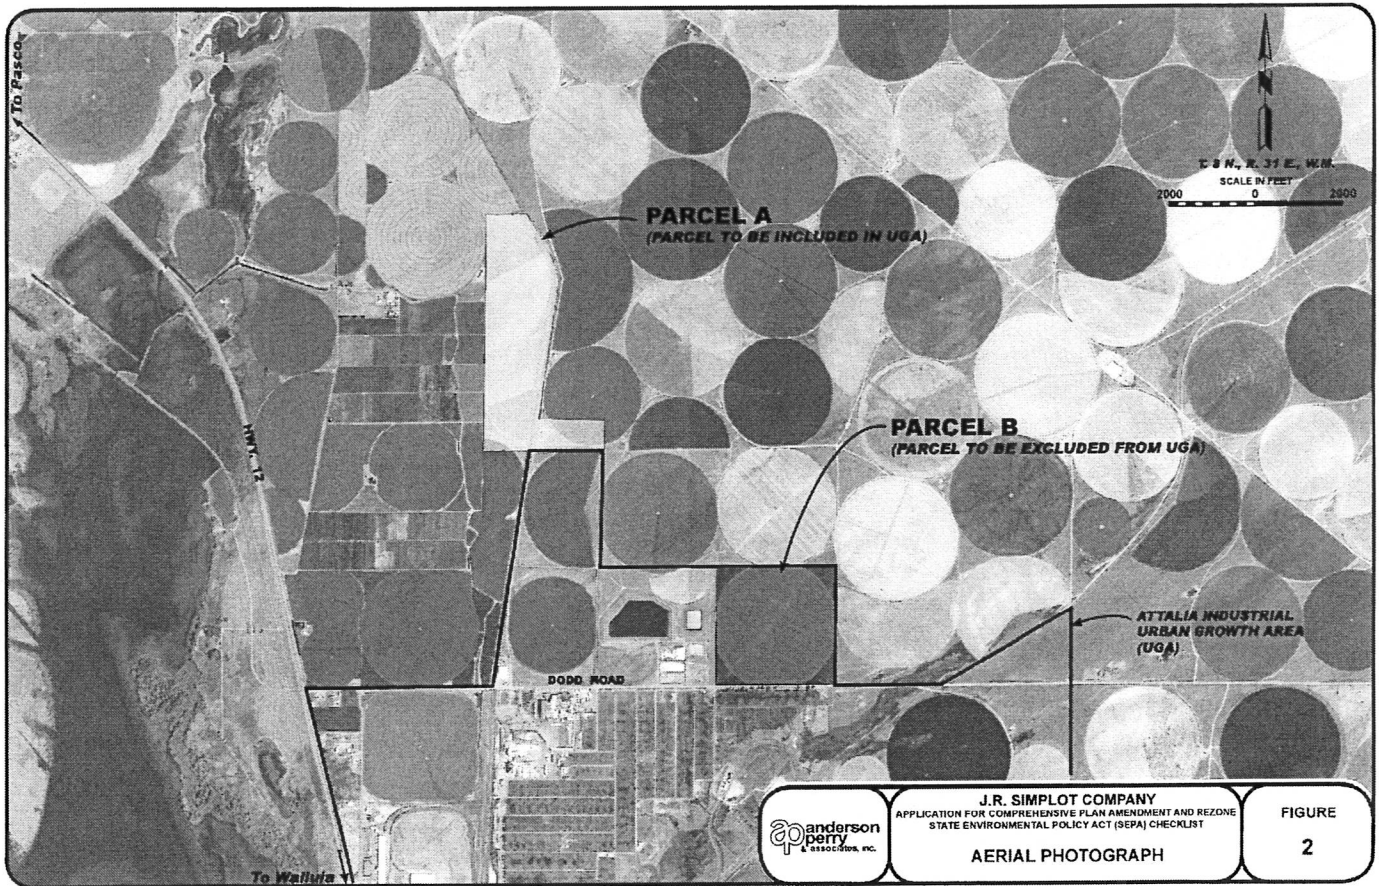 To Pasco
N
T. 8 N., R. 31 E., W.M.
SCALE IN FEET
2000 0 2000
PARCEL A
(PARCEL TO BE INCLUDED IN UGA)
HWY. 12
PARCEL B
(PARCEL TO BE EXCLUDED FROM UGA)
ATTALIA INDUSTRIAL
URBAN GROWTH AREA
(UGA)
DODD ROAD
To Wallula
ap anderson
perry
& associates, inc.
J.R. SIMPLOT COMPANY
APPLICATION FOR COMPREHENSIVE PLAN AMENDMENT AND REZONE
STATE ENVIRONMENTAL POLICY ACT (SEPA) CHECKLIST
AERIAL PHOTOGRAPH
FIGURE
2